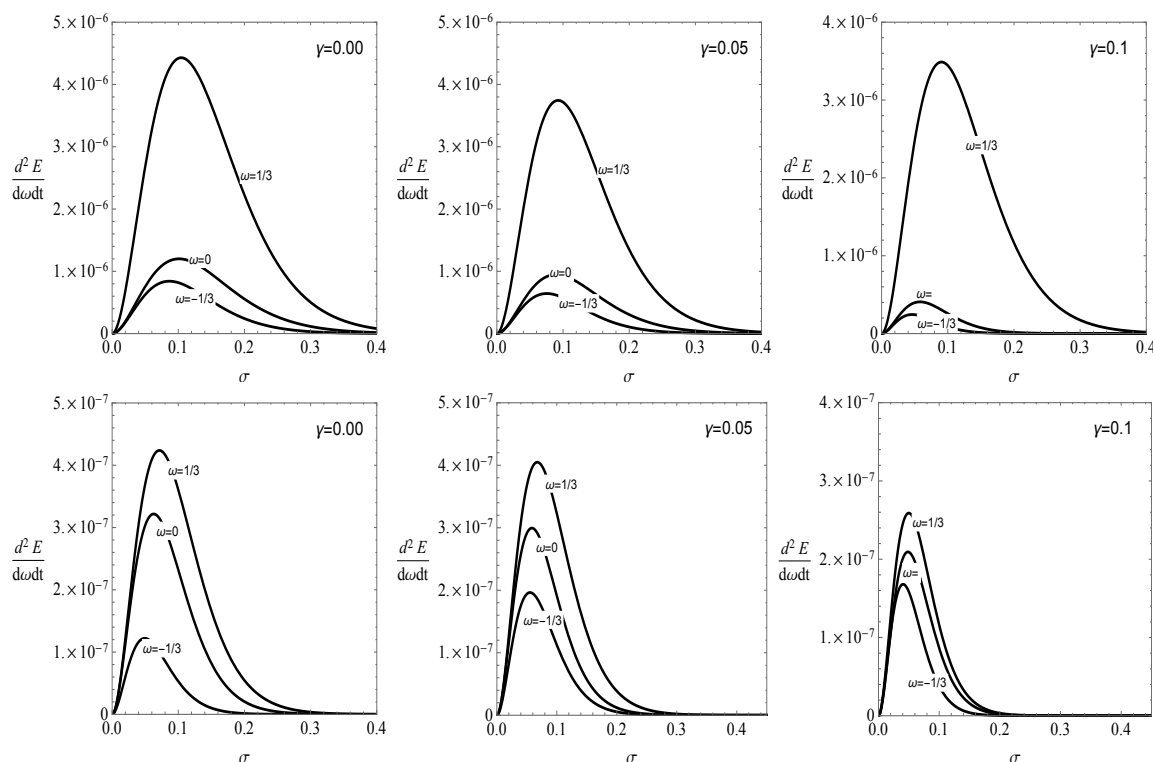 γ=0.00
5.×10⁻⁶
4.×10⁻⁶
3.×10⁻⁶
2.×10⁻⁶
1.×10⁻⁶
0
d² E
dωdt
ω=1/3
ω=0
ω=−1/3
0.0 0.1 0.2 0.3 0.4
σ
γ=0.05
5.×10⁻⁶
4.×10⁻⁶
3.×10⁻⁶
2.×10⁻⁶
1.×10⁻⁶
0
d² E
dωdt
ω=1/3
ω=0
ω=−1/3
0.0 0.1 0.2 0.3 0.4
σ
γ=0.1
4.×10⁻⁶
3.×10⁻⁶
2.×10⁻⁶
1.×10⁻⁶
0
d² E
dωdt
ω=1/3
ω=
ω=−1/3
0.0 0.1 0.2 0.3 0.4
σ
γ=0.00
5.×10⁻⁷
4.×10⁻⁷
3.×10⁻⁷
2.×10⁻⁷
1.×10⁻⁷
0
d² E
dωdt
ω=1/3
ω=0
ω=−1/3
0.0 0.1 0.2 0.3 0.4
σ
γ=0.05
5.×10⁻⁷
4.×10⁻⁷
3.×10⁻⁷
2.×10⁻⁷
1.×10⁻⁷
0
d² E
dωdt
ω=1/3
ω=0
ω=−1/3
0.0 0.1 0.2 0.3 0.4
σ
γ=0.1
4.×10⁻⁷
3.×10⁻⁷
2.×10⁻⁷
1.×10⁻⁷
0
d² E
dωdt
ω=1/3
ω=
ω=−1/3
0.0 0.1 0.2 0.3 0.4
σ